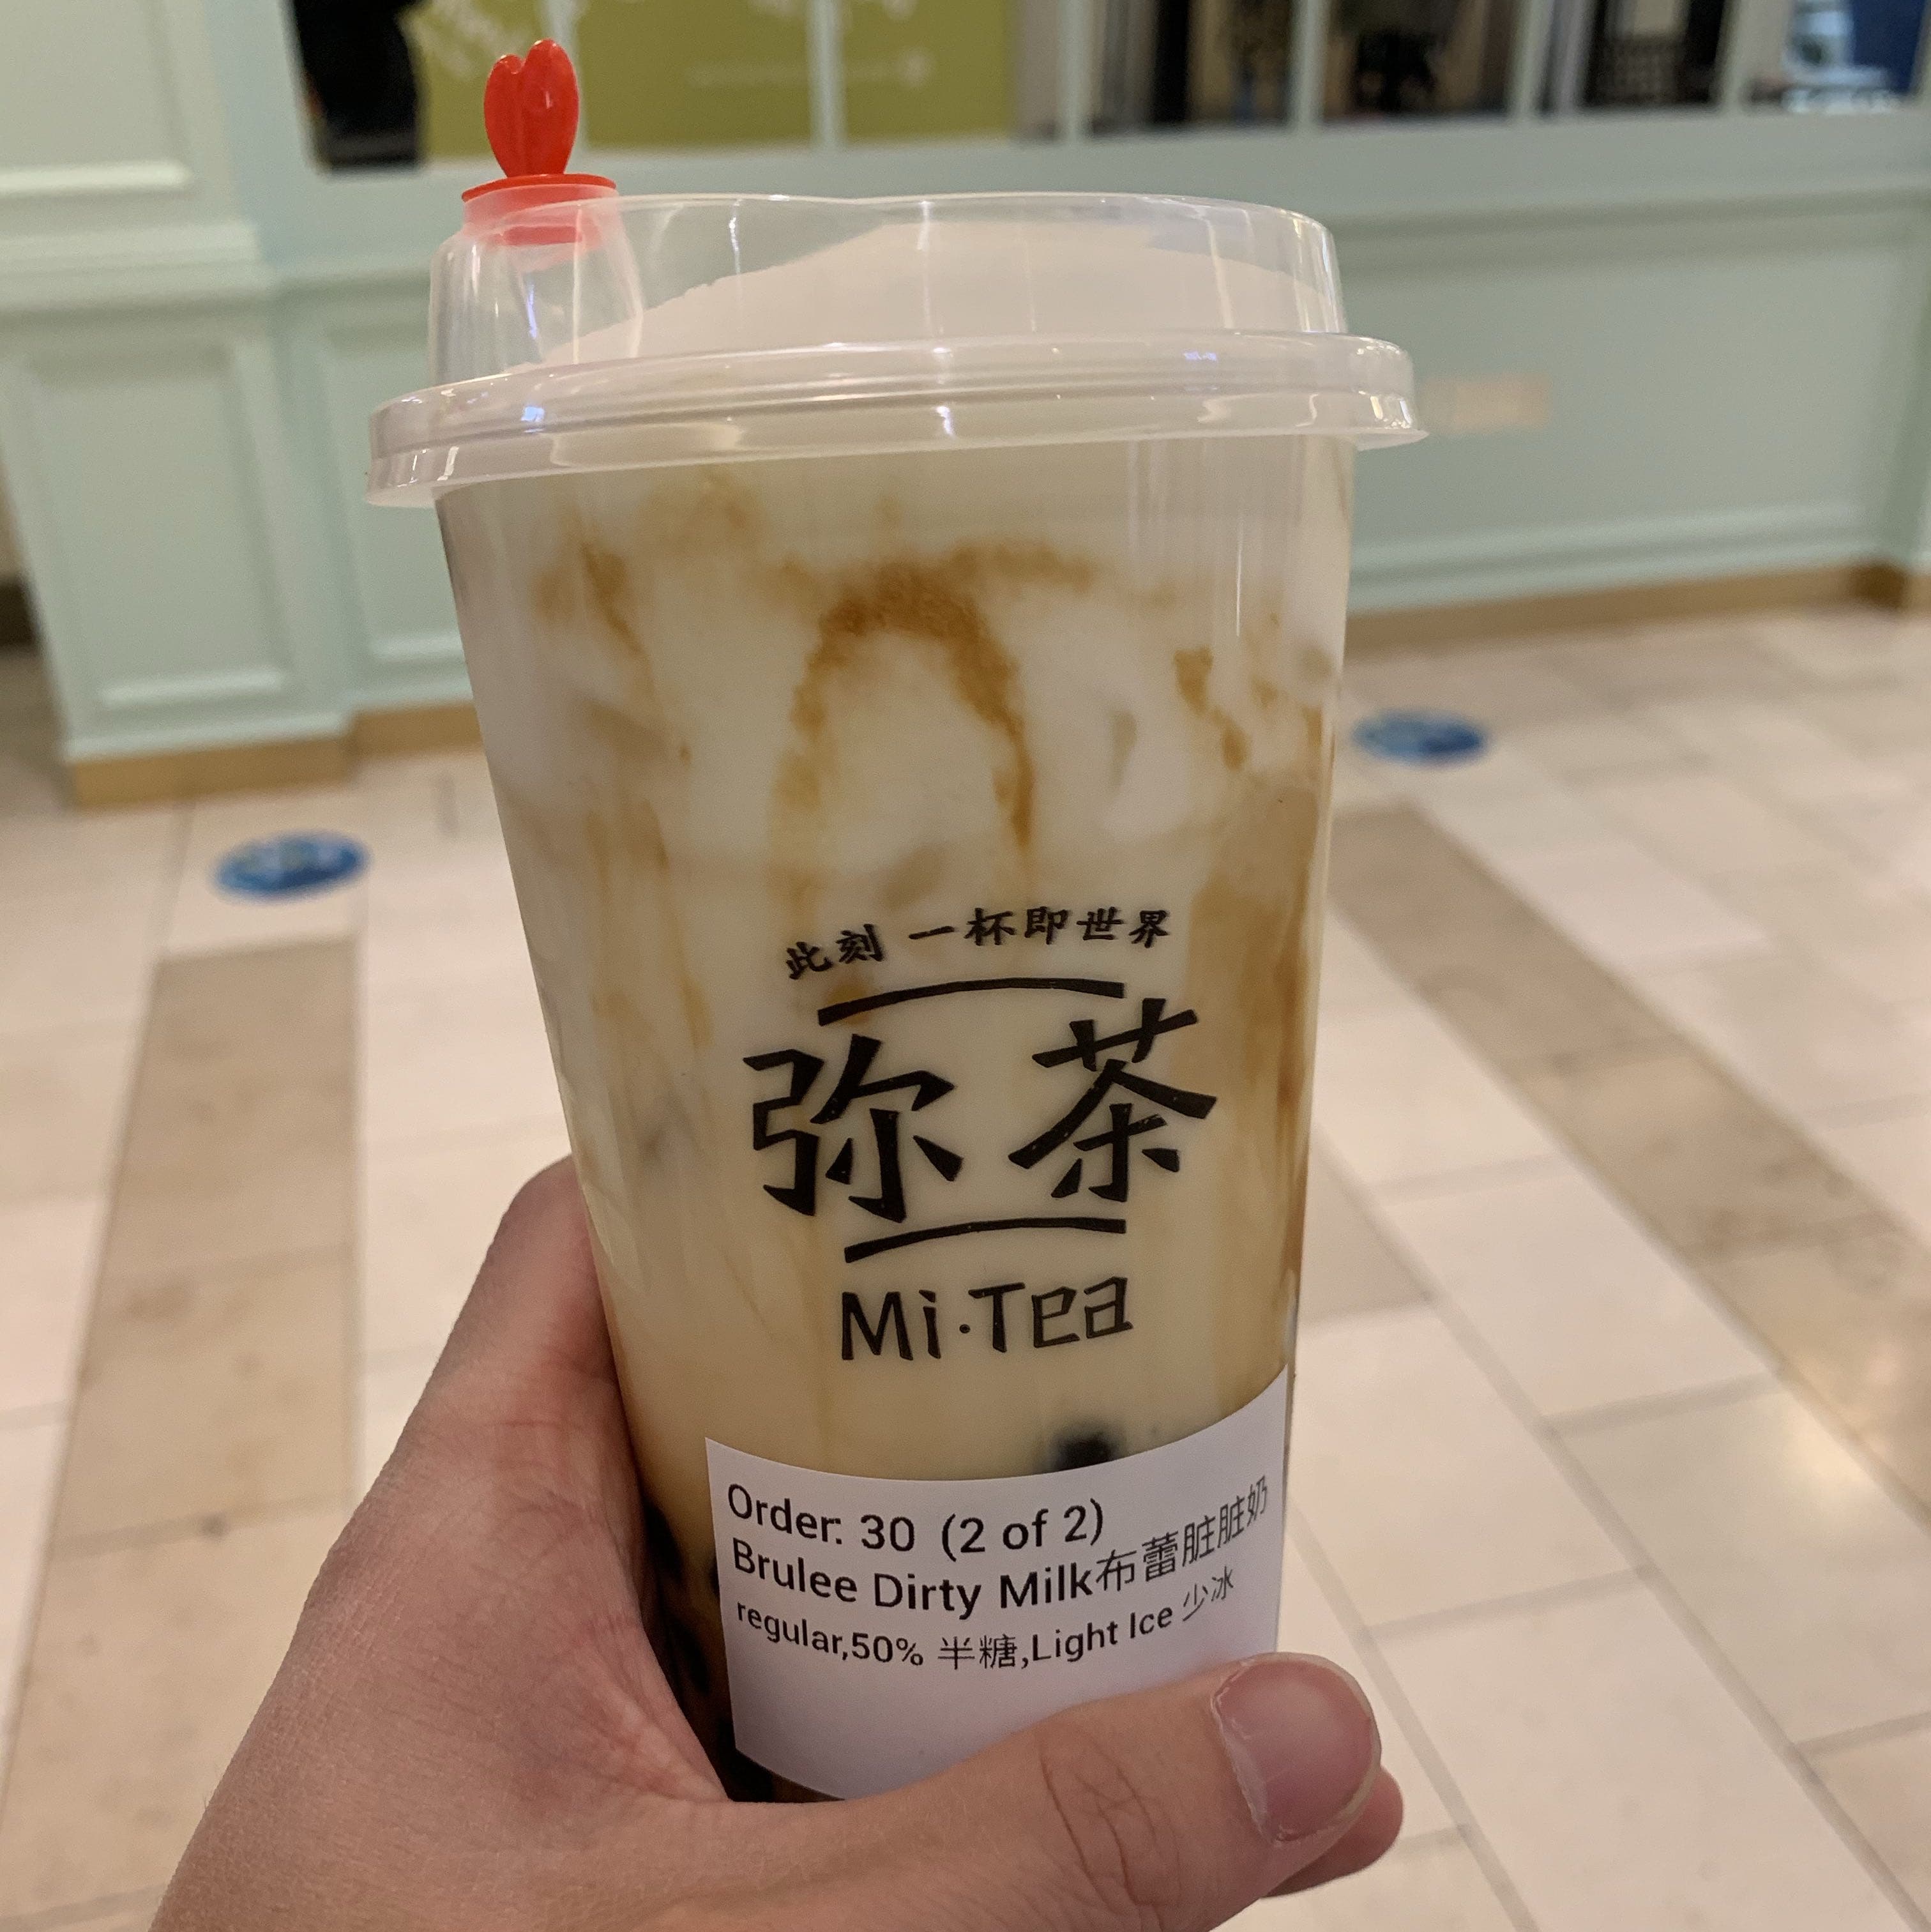 此刻 一杯即世界
弥茶
Mi·Tea
Order: 30 (2 of 2)
Brulee Dirty Milk布蕾脏脏奶
regular,50% 半糖,Light Ice 少冰